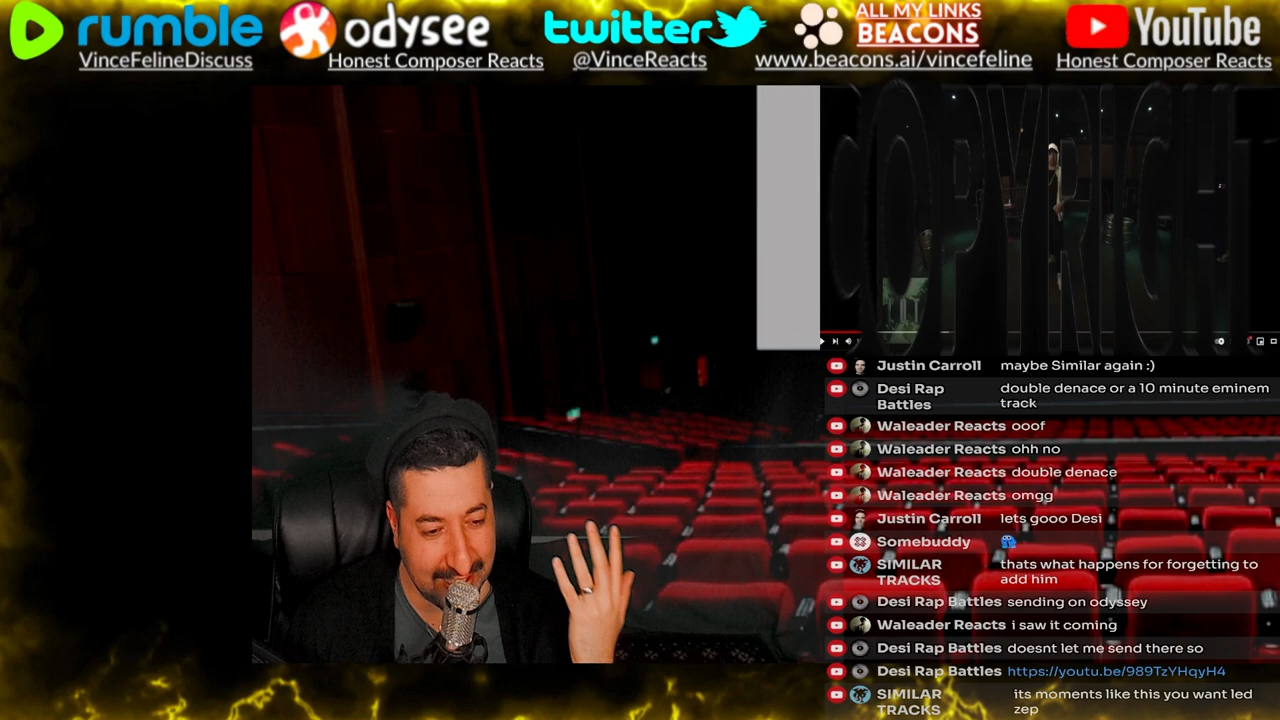 rumble
VinceFelineDiscuss
odysee
Honest Composer Reacts
twitter
@VinceReacts
ALL MY LINKS
BEACONS
www.beacons.ai/vincefeline
YouTube
Honest Composer Reacts
COPYRIGHT
Justin Carroll maybe Similar again :)
Desi Rap Battles double denace or a 10 minute eminem
track
Waleader Reacts ooof
Waleader Reacts ohh no
Waleader Reacts double denace
Waleader Reacts omgg
Justin Carroll lets gooo Desi
Somebuddy
SIMILAR TRACKS thats what happens for forgetting to
add him
Desi Rap Battles sending on odyssey
Waleader Reacts i saw it coming
Desi Rap Battles doesnt let me send there so
Desi Rap Battles https://youtu.be/989TzYHqyH4
SIMILAR TRACKS its moments like this you want led
zep